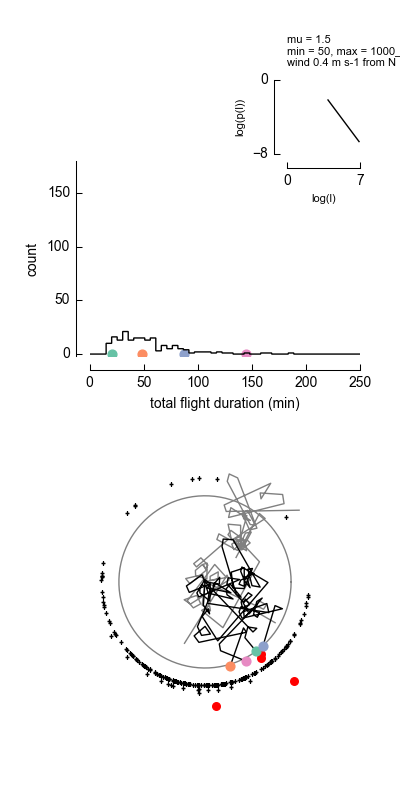 mu = 1.5
min = 50, max = 1000_
wind 0.4 m s-1 from N
0
log(p(l))
−8
0 7
log(l)
150
100
50
0
count
0 50 100 150 200 250
total flight duration (min)